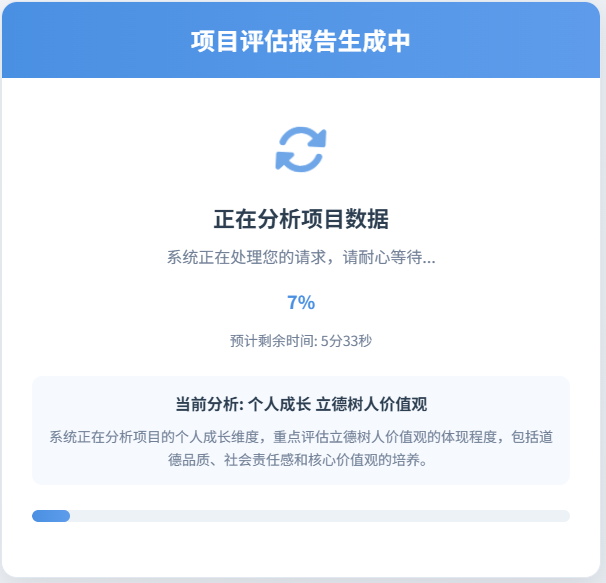 项目评估报告生成中
正在分析项目数据
系统正在处理您的请求，请耐心等待...
7%
预计剩余时间: 5分33秒
当前分析: 个人成长 立德树人价值观
系统正在分析项目的个人成长维度，重点评估立德树人价值观的体现程度，包括道
德品质、社会责任感和核心价值观的培养。